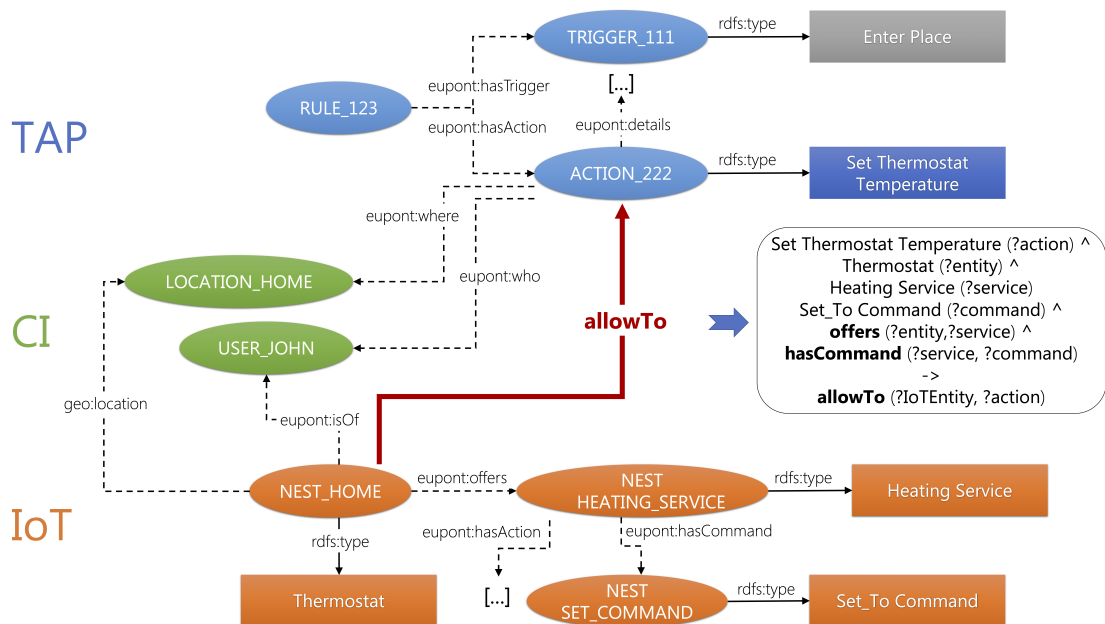 TRIGGER_111
rdfs:type
Enter Place
eupont:hasTrigger
[...]
RULE_123
TAP
eupont:hasAction
eupont:details
ACTION_222
rdfs:type
Set Thermostat
Temperature
eupont:where
eupont:who
LOCATION_HOME
CI
USER_JOHN
allowTo
Set Thermostat Temperature (?action) ^
Thermostat (?entity) ^
Heating Service (?service)
Set_To Command (?command) ^
offers (?entity,?service) ^
hasCommand (?service, ?command)
->
allowTo (?IoTEntity, ?action)
geo:location
eupont:isOf
NEST_HOME
eupont:offers
NEST
HEATING_SERVICE
rdfs:type
Heating Service
IoT
rdfs:type
eupont:hasAction
eupont:hasCommand
Thermostat
[...]
NEST
SET_COMMAND
rdfs:type
Set_To Command